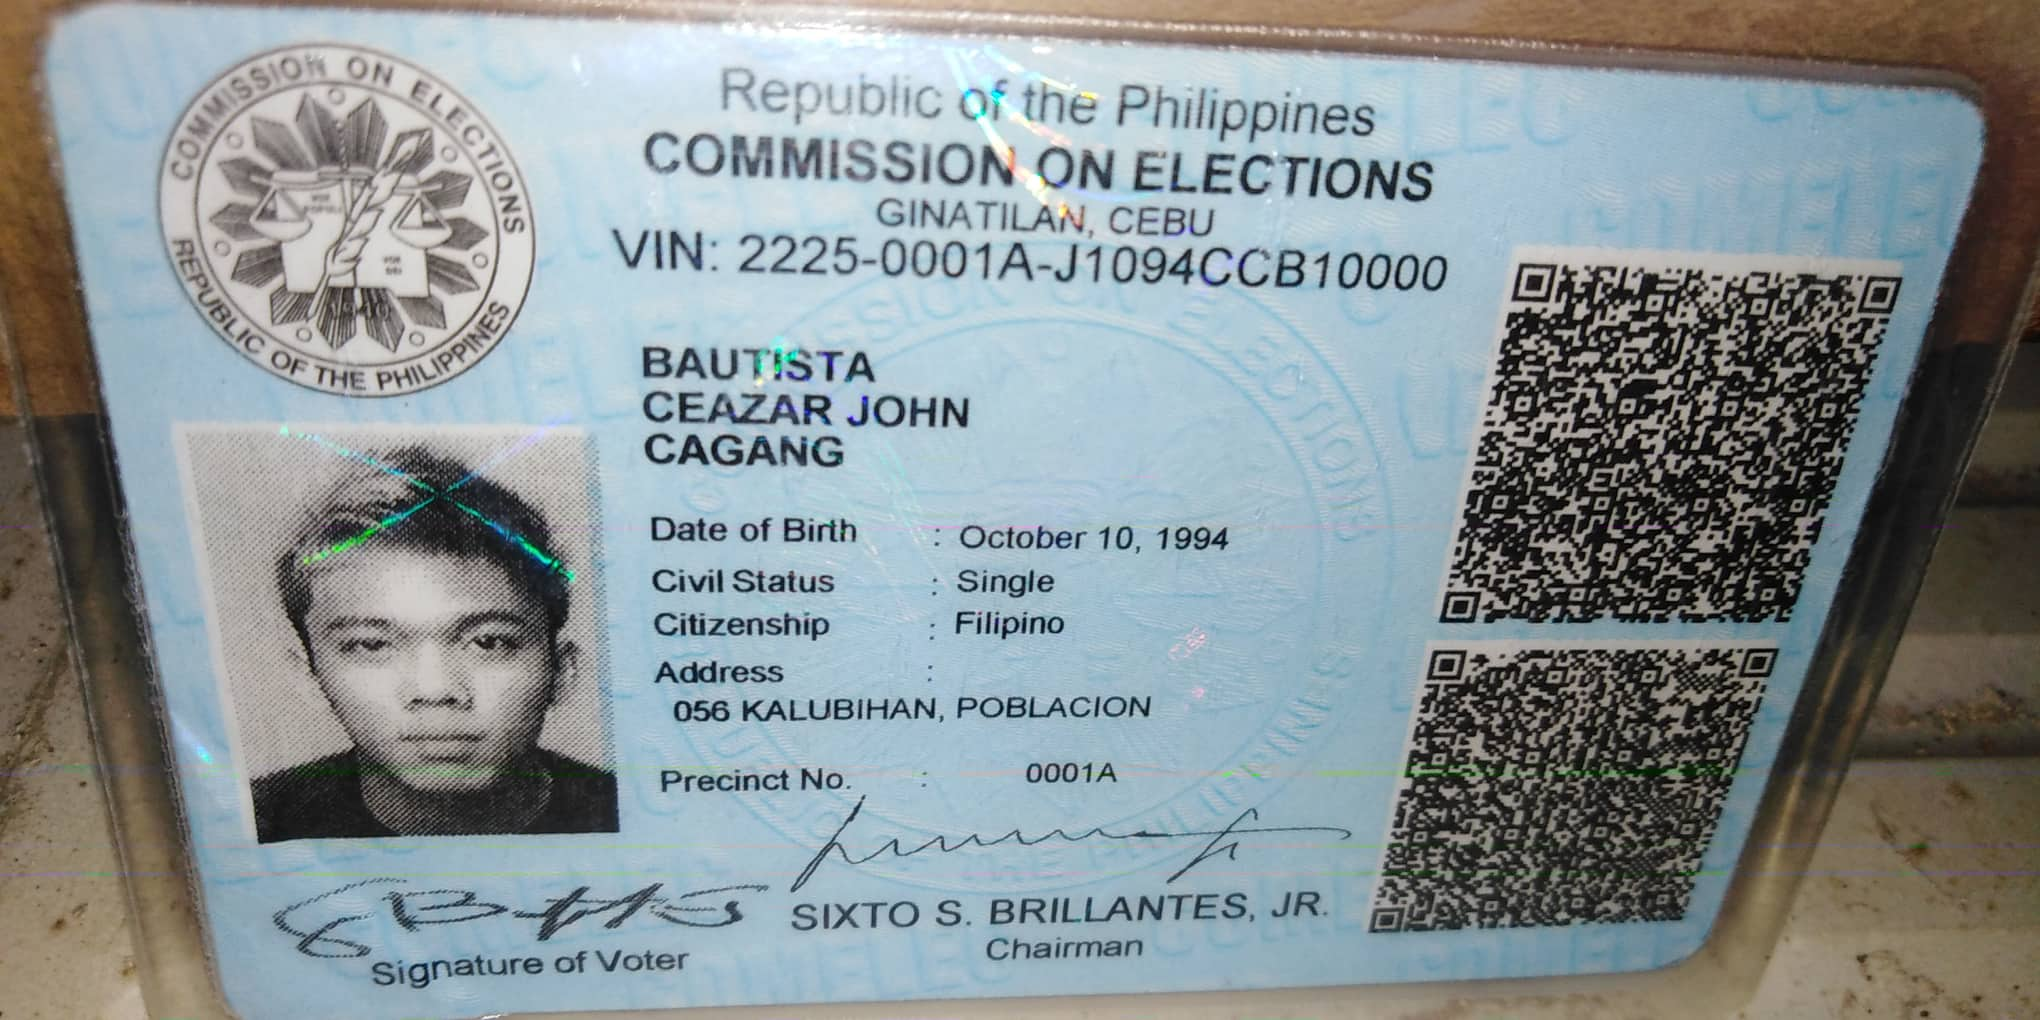 COMMISSION ON ELECTIONS
REPUBLIC OF THE PHILIPPINES
Republic of the Philippines
COMMISSION ON ELECTIONS
GINATILAN, CEBU
VIN: 2225-0001A-J1094CCB10000
BAUTISTA
CEAZAR JOHN
CAGANG
Date of Birth : October 10, 1994
Civil Status : Single
Citizenship : Filipino
Address :
056 KALUBIHAN, POBLACION
Precinct No. : 0001A
SIXTO S. BRILLANTES, JR.
Chairman
Signature of Voter